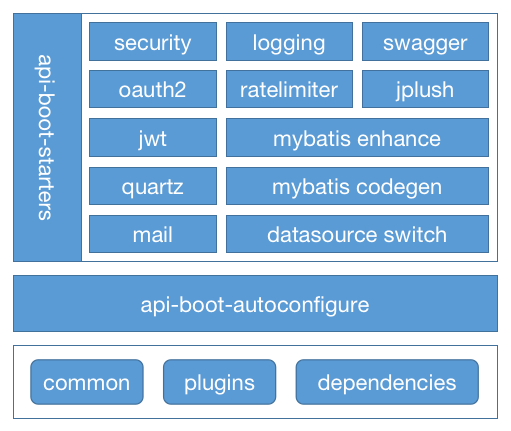 api-boot-starters
security logging swagger
oauth2 ratelimiter jplush
jwt mybatis enhance
quartz mybatis codegen
mail datasource switch
api-boot-autoconfigure
common plugins dependencies